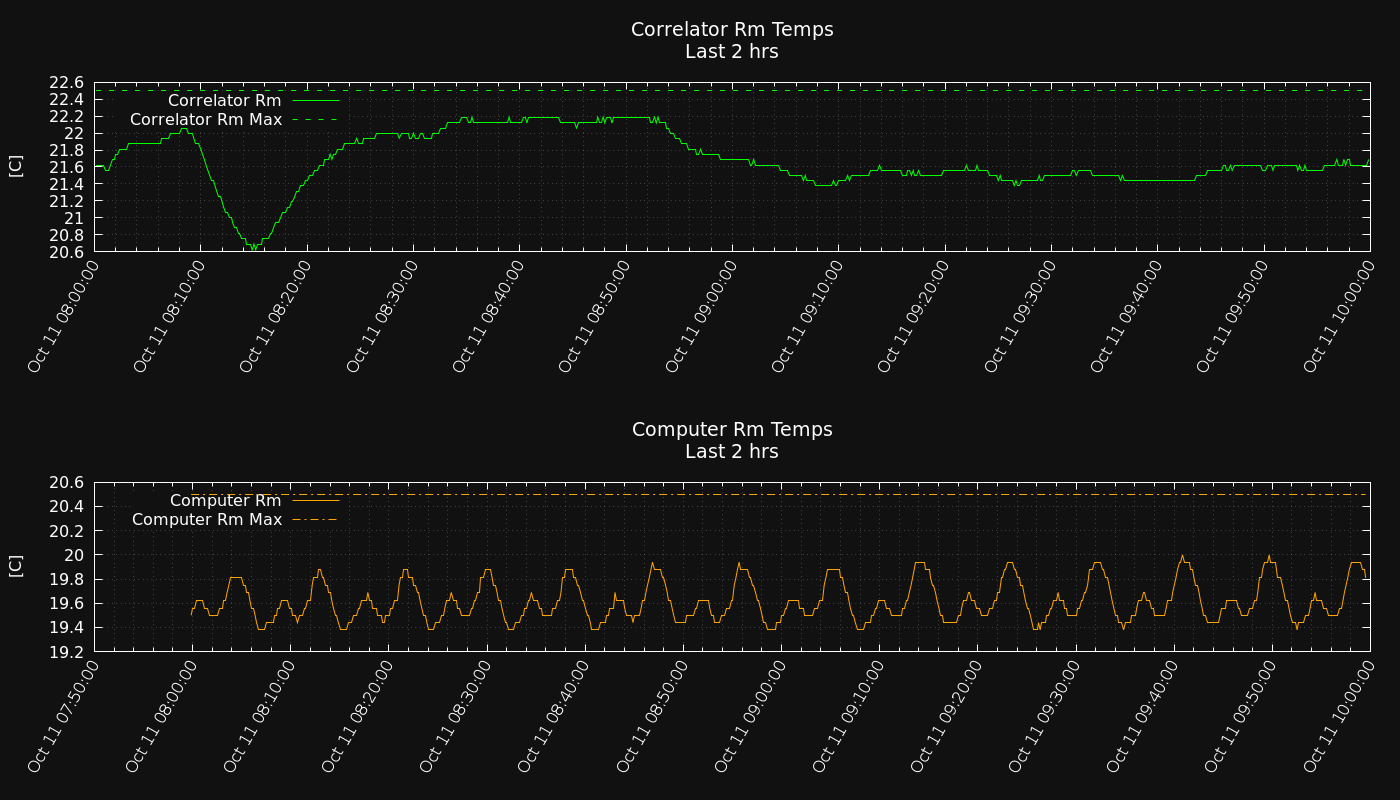 Correlator Rm Temps
Last 2 hrs
[C]
22.6
22.4
22.2
22
21.8
21.6
21.4
21.2
21
20.8
20.6
Correlator Rm
Correlator Rm Max
Oct 11 08:00:00
Oct 11 08:10:00
Oct 11 08:20:00
Oct 11 08:30:00
Oct 11 08:40:00
Oct 11 08:50:00
Oct 11 09:00:00
Oct 11 09:10:00
Oct 11 09:20:00
Oct 11 09:30:00
Oct 11 09:40:00
Oct 11 09:50:00
Oct 11 10:00:00
Computer Rm Temps
Last 2 hrs
[C]
20.6
20.4
20.2
20
19.8
19.6
19.4
19.2
Computer Rm
Computer Rm Max
Oct 11 07:50:00
Oct 11 08:00:00
Oct 11 08:10:00
Oct 11 08:20:00
Oct 11 08:30:00
Oct 11 08:40:00
Oct 11 08:50:00
Oct 11 09:00:00
Oct 11 09:10:00
Oct 11 09:20:00
Oct 11 09:30:00
Oct 11 09:40:00
Oct 11 09:50:00
Oct 11 10:00:00